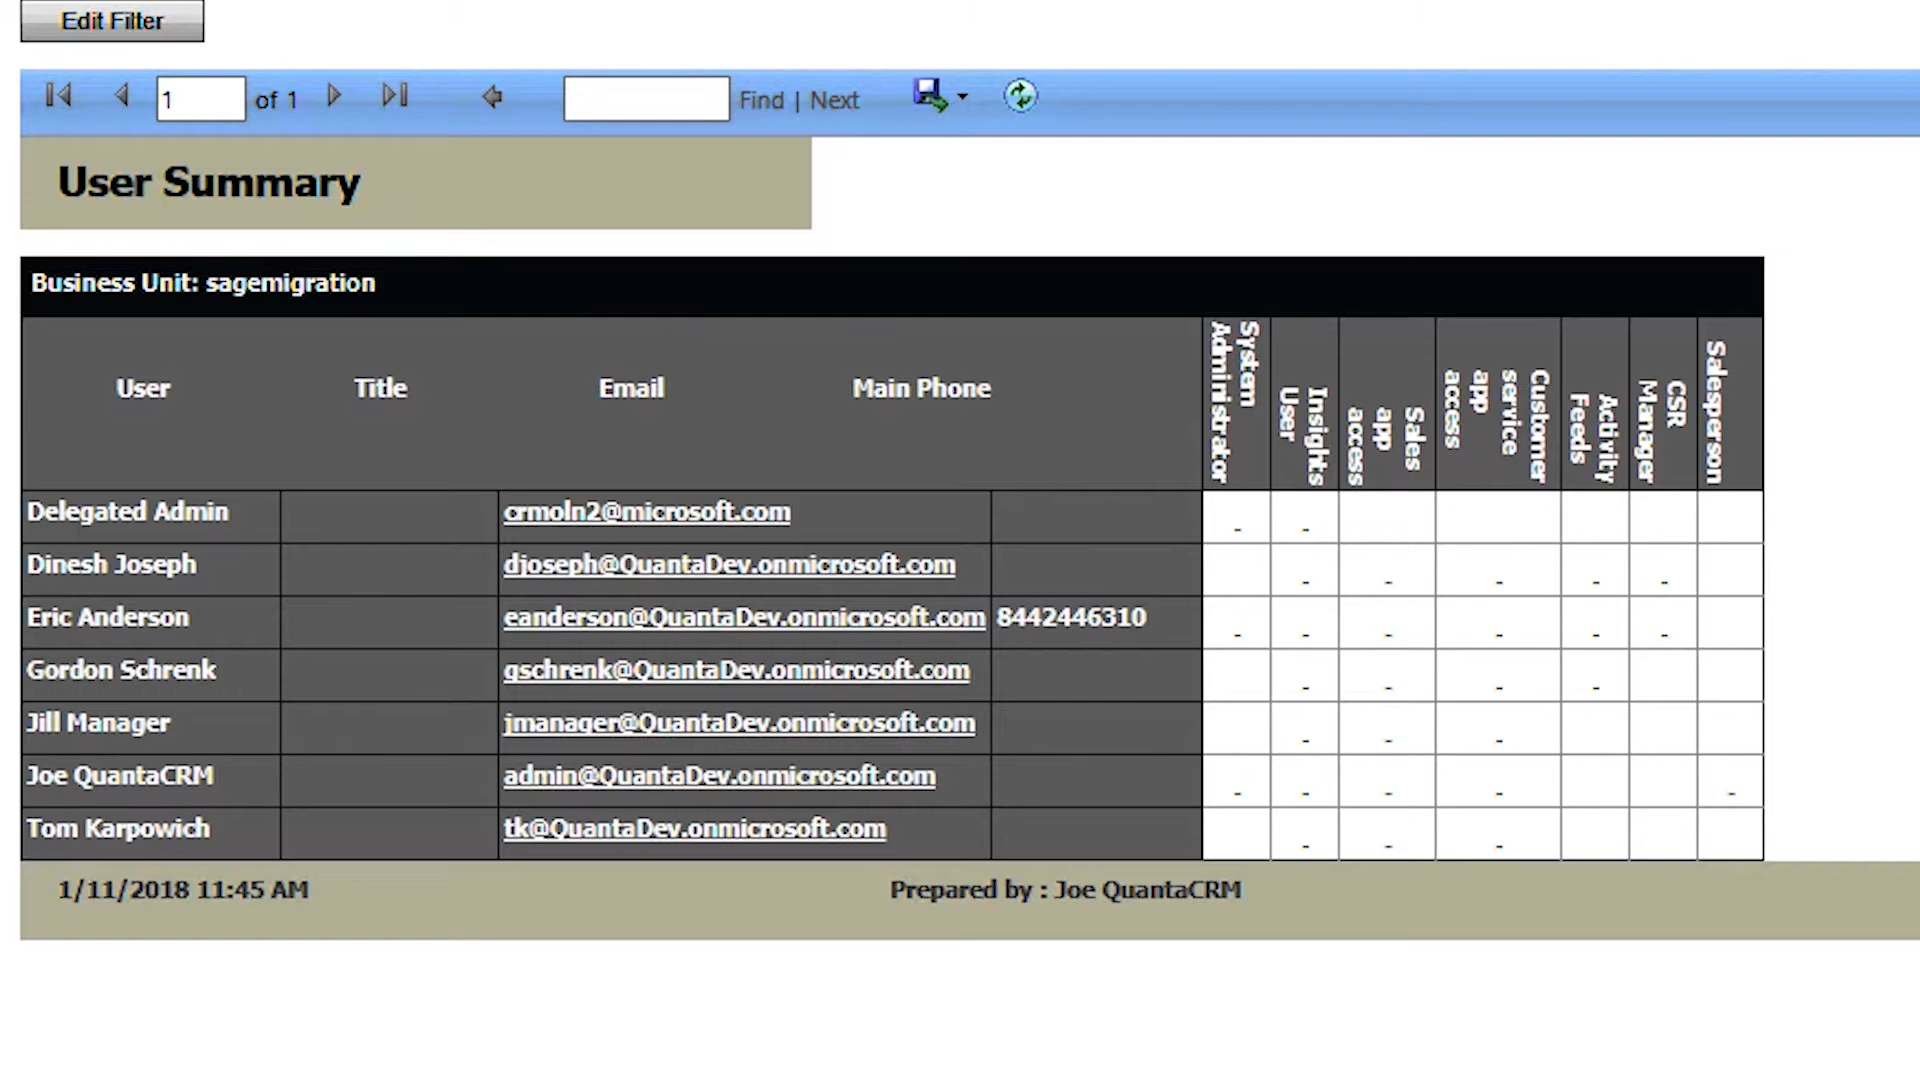 Edit Filter
1 of 1 Find | Next
User Summary
Business Unit: sagemigration
User Title Email Main Phone System Administrator Insights User Sales app access Customer service app access Activity Feeds CSR Manager Salesperson
Delegated Admin crmoln2@microsoft.com - -
Dinesh Joseph djoseph@QuantaDev.onmicrosoft.com - - - - -
Eric Anderson eanderson@QuantaDev.onmicrosoft.com 8442446310 - - - - - -
Gordon Schrenk gschrenk@QuantaDev.onmicrosoft.com - - - -
Jill Manager jmanager@QuantaDev.onmicrosoft.com - - -
Joe QuantaCRM admin@QuantaDev.onmicrosoft.com - - - - -
Tom Karpowich tk@QuantaDev.onmicrosoft.com - - -
1/11/2018 11:45 AM Prepared by : Joe QuantaCRM